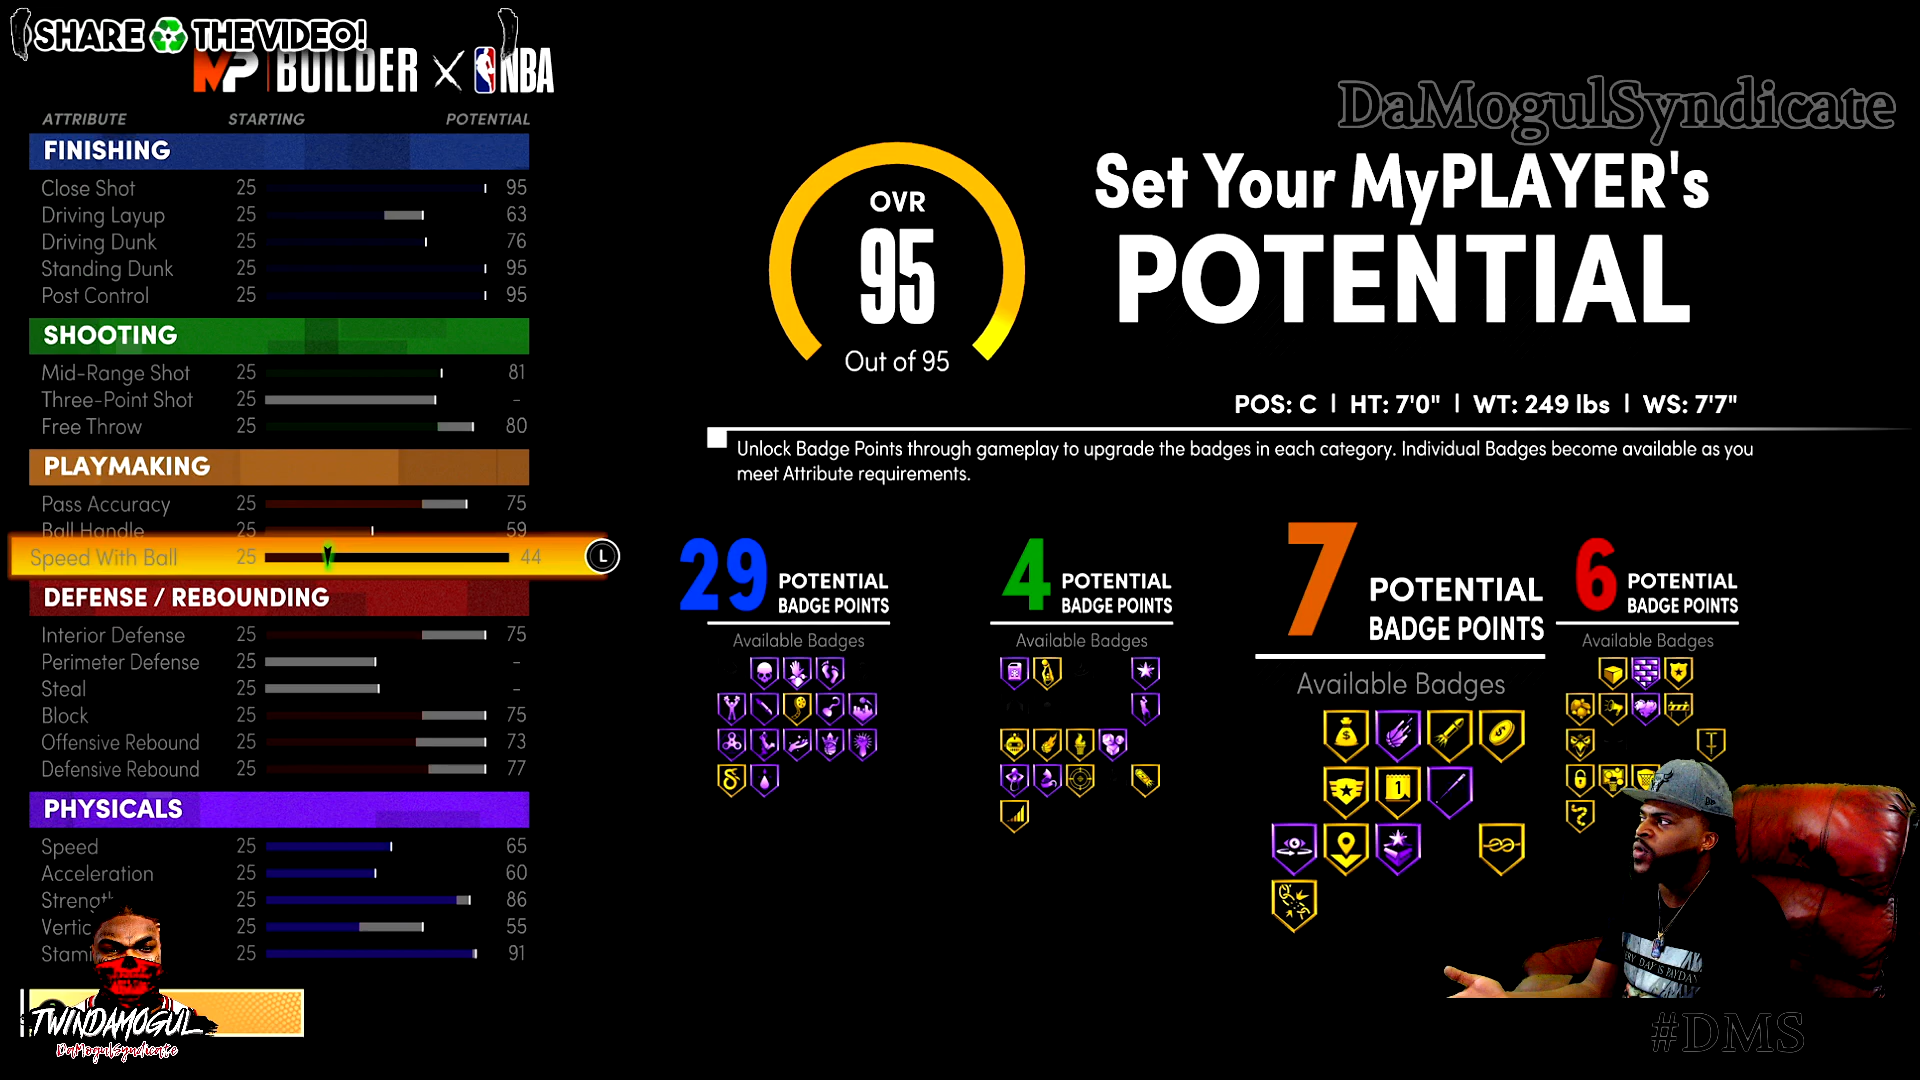 SHARE THE VIDEO!
MP | BUILDER X NBA
DaMogulSyndicate
ATTRIBUTE STARTING POTENTIAL
FINISHING
Close Shot 25 95
Driving Layup 25 63
Driving Dunk 25 76
Standing Dunk 25 95
Post Control 25 95
SHOOTING
Mid-Range Shot 25 81
Three-Point Shot 25 -
Free Throw 25 80
PLAYMAKING
Pass Accuracy 25 75
Ball Handle 25 59
Speed With Ball 25 44
L
DEFENSE / REBOUNDING
Interior Defense 25 75
Perimeter Defense 25 -
Steal 25 -
Block 25 75
Offensive Rebound 25 73
Defensive Rebound 25 77
PHYSICALS
Speed 25 65
Acceleration 25 60
Strengt 25 86
Vertic 25 55
Stami 25 91
TWINDAMOGUL
DaMogulSyndicate
OVR
95
Out of 95
Set Your MyPLAYER's
POTENTIAL
POS: C | HT: 7'0" | WT: 249 lbs | WS: 7'7"
Unlock Badge Points through gameplay to upgrade the badges in each category. Individual Badges become available as you
meet Attribute requirements.
29 POTENTIAL
BADGE POINTS
Available Badges
4 POTENTIAL
BADGE POINTS
Available Badges
7 POTENTIAL
BADGE POINTS
Available Badges
6 POTENTIAL
BADGE POINTS
Available Badges
DAY IS PAYDAY
#DMS